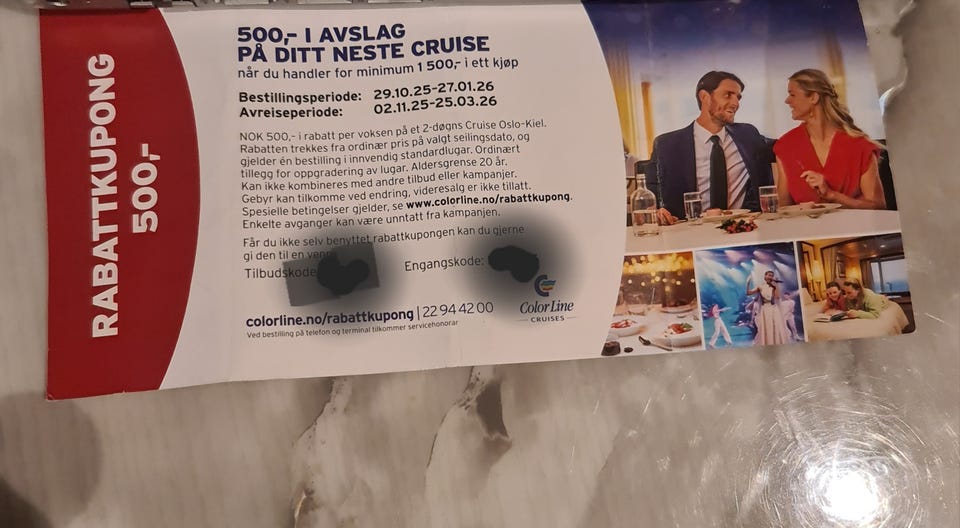 RABATTKUPONG
500,-
500,- I AVSLAG
PÅ DITT NESTE CRUISE
når du handler for minimum 1 500,- i ett kjøp
Bestillingsperiode: 29.10.25-27.01.26
Avreiseperiode: 02.11.25-25.03.26
NOK 500,- i rabatt per voksen på et 2-døgns Cruise Oslo-Kiel.
Rabatten trekkes fra ordinær pris på valgt seilingsdato, og
gjelder én bestilling i innvendig standardlugar. Ordinært
tillegg for oppgradering av lugar. Aldersgrense 20 år.
Kan ikke kombineres med andre tilbud eller kampanjer.
Gebyr kan tilkomme ved endring, videresalg er ikke tillatt.
Spesielle betingelser gjelder, se www.colorline.no/rabattkupong.
Enkelte avganger kan være unntatt fra kampanjen.
Får du ikke selv benyttet rabattkupongen kan du gjerne
gi den til en venn
Tilbudskode
Engangskode:
colorline.no/rabattkupong | 22 94 42 00
Ved bestilling på telefon og terminal tilkommer servicehonorar
Color Line
CRUISES